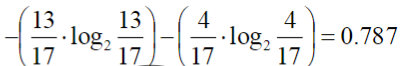 −(13/17 · log₂ 13/17) − (4/17 · log₂ 4/17) = 0.787